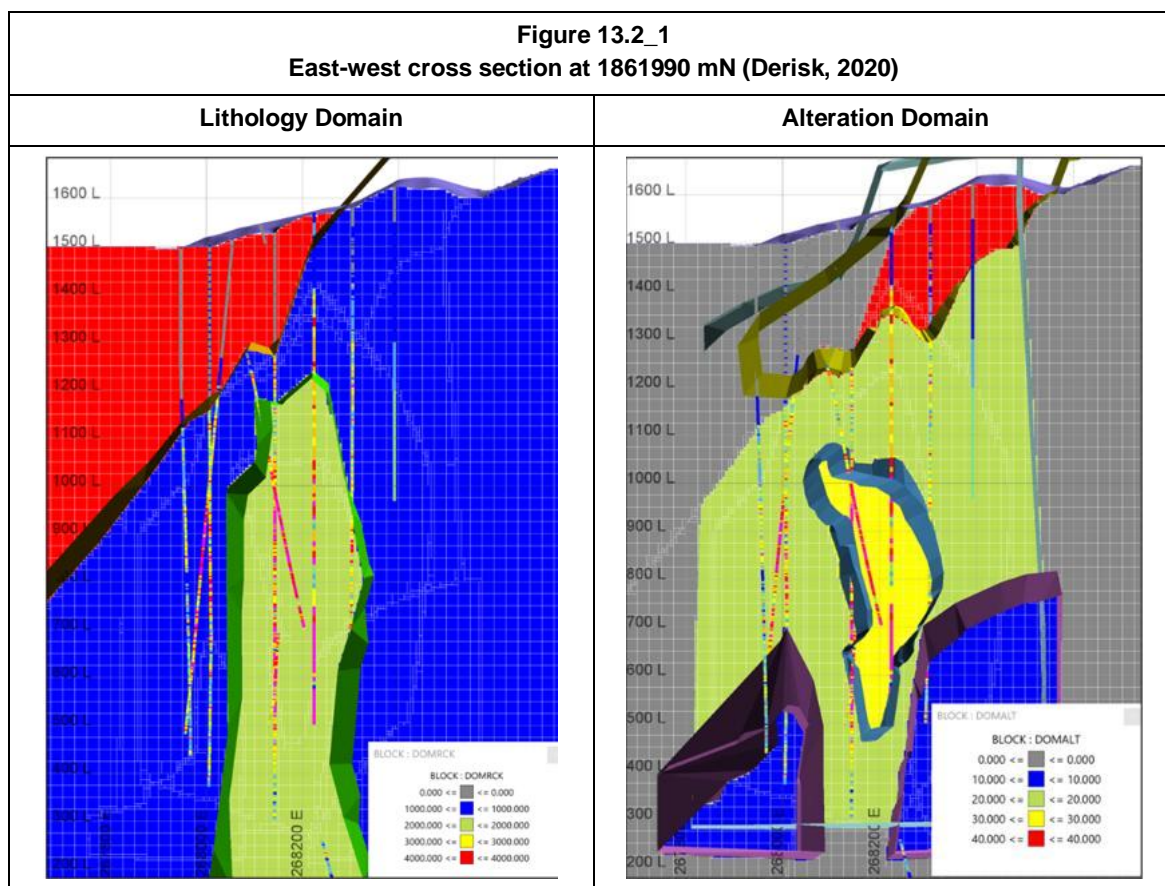 Figure 13.2_1
East-west cross section at 1861990 mN (Derisk, 2020)
Lithology Domain
Alteration Domain
1600 L
1500 L
1400 L
1300 L
1200 L
1100 L
1000 L
900 L
700 L
600 L
400 L
268200 E
BLOCK : DOMRCK
BLOCK : DOMRCK
0.000 <= <= 0.000
1000.000 <= <= 1000.000
2000.000 <= <= 2000.000
3000.000 <= <= 3000.000
4000.000 <= <= 4000.000
1600 L
1500 L
1400 L
1300 L
1200 L
1100 L
1000 L
900 L
800 L
700 L
600 L
500 L
400 L
300 L
200 L
268200 E
BLOCK : DOMALT
BLOCK : DOMALT
0.000 <= <= 0.000
10.000 <= <= 10.000
20.000 <= <= 20.000
30.000 <= <= 30.000
40.000 <= <= 40.000